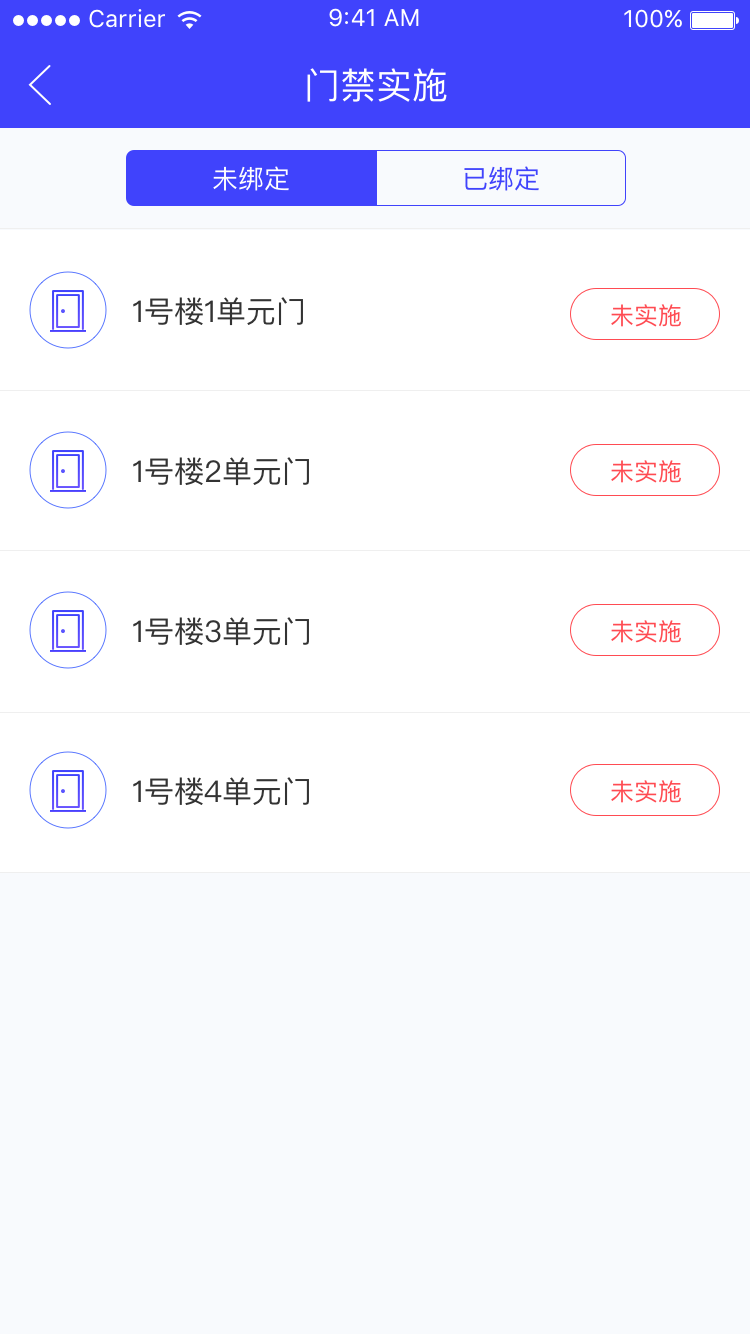 Carrier 9:41 AM 100%
门禁实施
未绑定 已绑定
1号楼1单元门 未实施
1号楼2单元门 未实施
1号楼3单元门 未实施
1号楼4单元门 未实施